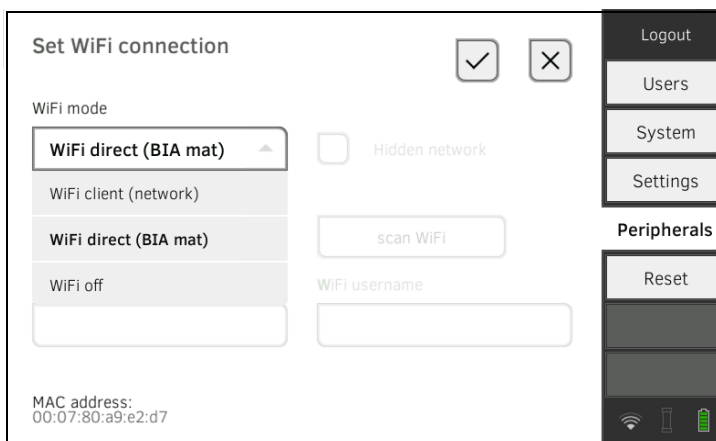 Set WiFi connection
WiFi mode
WiFi direct (BIA mat)
Hidden network
WiFi client (network)
WiFi direct (BIA mat)
scan WiFi
WiFi off
WiFi username
MAC address:
00:07:80:a9:e2:d7
Logout
Users
System
Settings
Peripherals
Reset